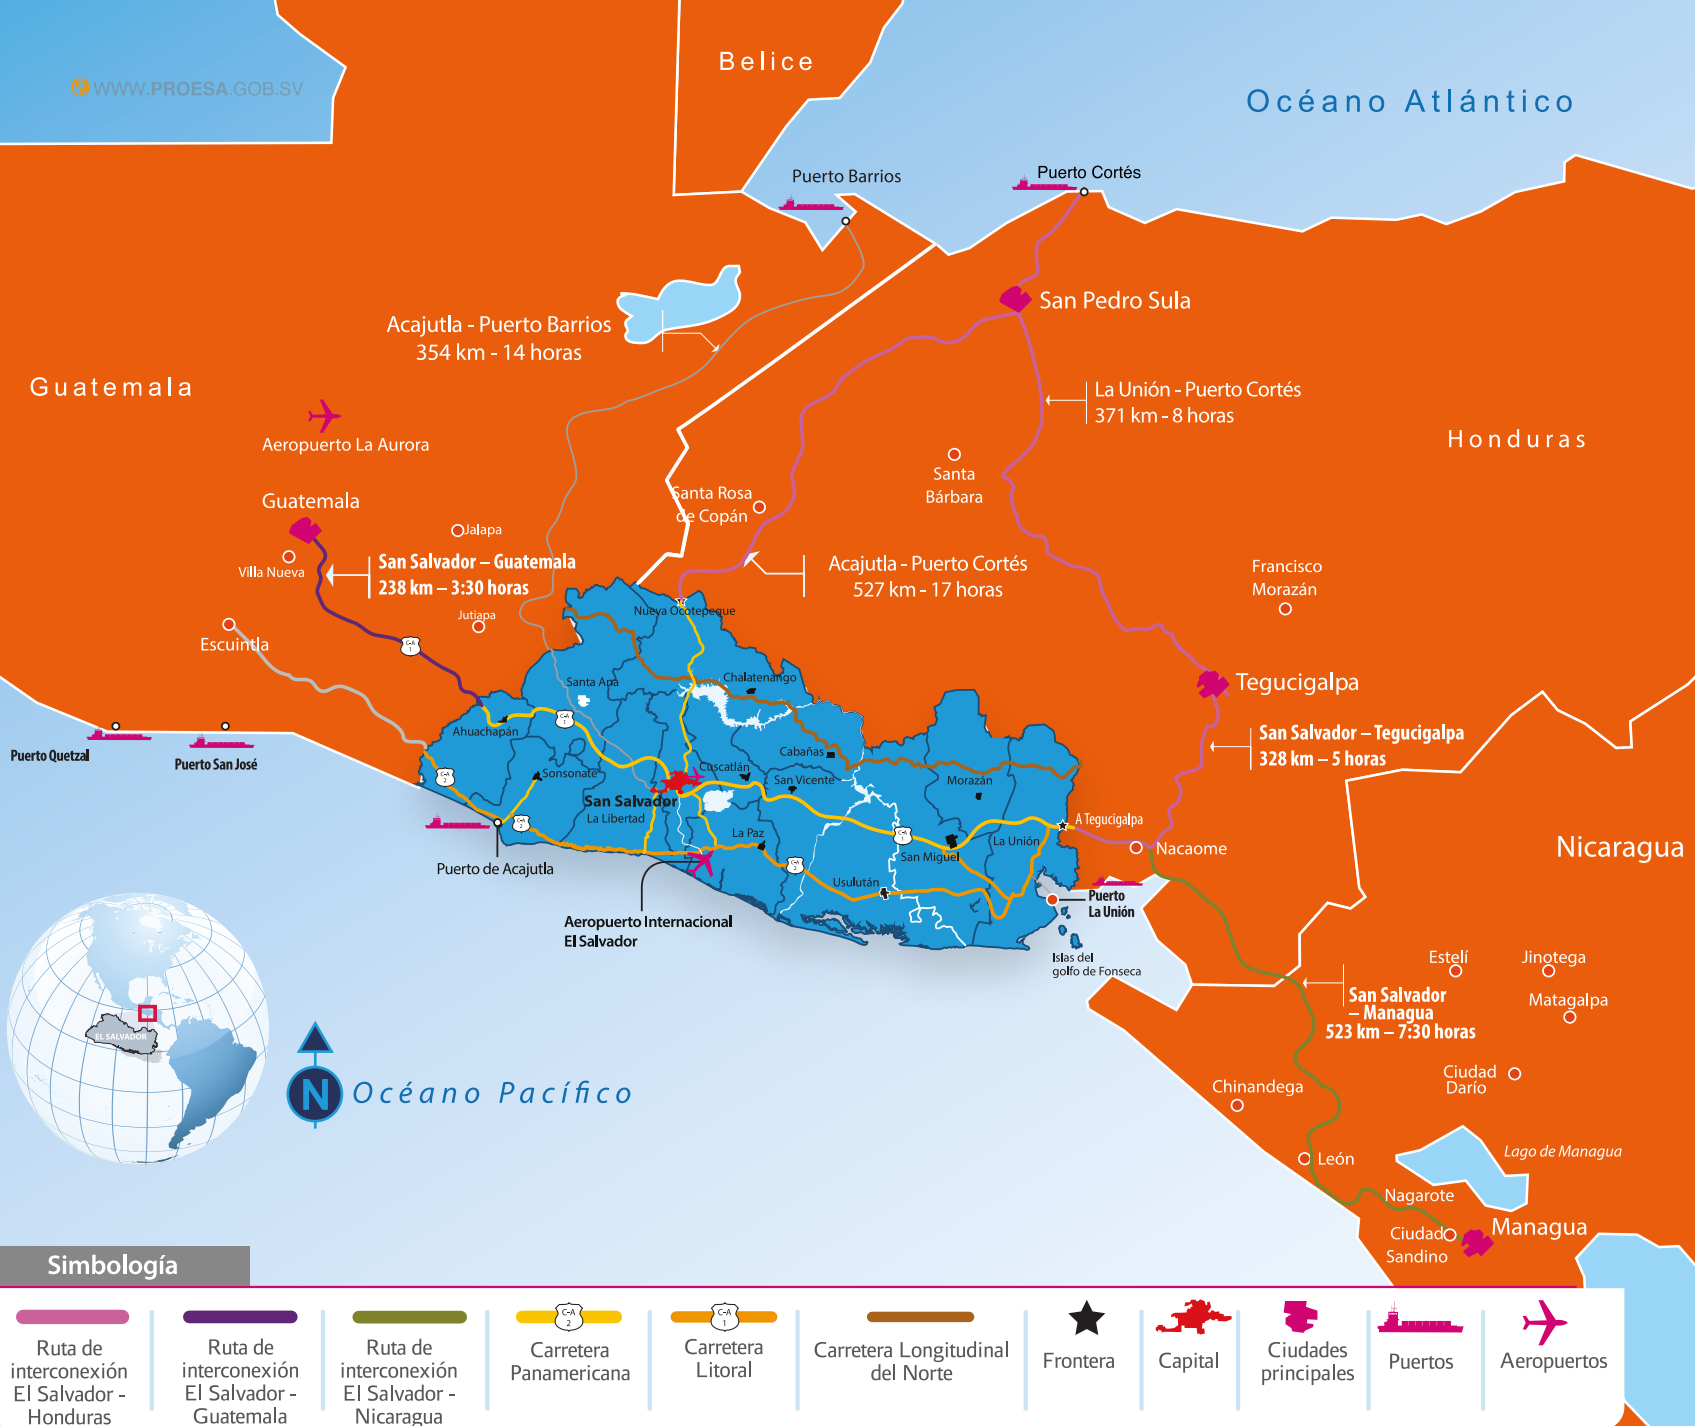 Belice
WWW.PROESA.GOB.SV
Océano Atlántico
Puerto Barrios
Puerto Cortés
San Pedro Sula
Acajutla - Puerto Barrios
354 km - 14 horas
Guatemala
La Unión - Puerto Cortés
371 km - 8 horas
Aeropuerto La Aurora
Honduras
Santa
Bárbara
Santa Rosa
de Copán
Guatemala
Jalapa
Villa Nueva
San Salvador – Guatemala
238 km – 3:30 horas
Acajutla - Puerto Cortés
527 km - 17 horas
Francisco
Morazán
Jutiapa
Nueva Ocotepeque
Escuintla
C-A
1
Santa Ana
Chalatenango
Tegucigalpa
C-A
1
Ahuachapán
San Salvador – Tegucigalpa
328 km – 5 horas
Puerto Quetzal
Puerto San José
Cabañas
Cuscatlán
C-A
2
Sonsonate
San Vicente
Morazán
San Salvador
La Libertad
C-A
2
A Tegucigalpa
La Paz
C-A
1
La Unión
Nacaome
Nicaragua
San Miguel
Puerto de Acajutla
C-A
2
Usulután
Puerto
La Unión
Aeropuerto Internacional
El Salvador
Islas del
golfo de Fonseca
Estelí
Jinotega
San Salvador
– Managua
523 km – 7:30 horas
Matagalpa
EL SALVADOR
Ciudad
Darío
N
Océano Pacífico
Chinandega
León
Lago de Managua
Nagarote
Ciudad
Sandino
Managua
Simbología
C-A
2
C-A
1
Ruta de
interconexión
El Salvador -
Honduras
Ruta de
interconexión
El Salvador -
Guatemala
Ruta de
interconexión
El Salvador -
Nicaragua
Carretera
Panamericana
Carretera
Litoral
Carretera Longitudinal
del Norte
Frontera
Capital
Ciudades
principales
Puertos
Aeropuertos